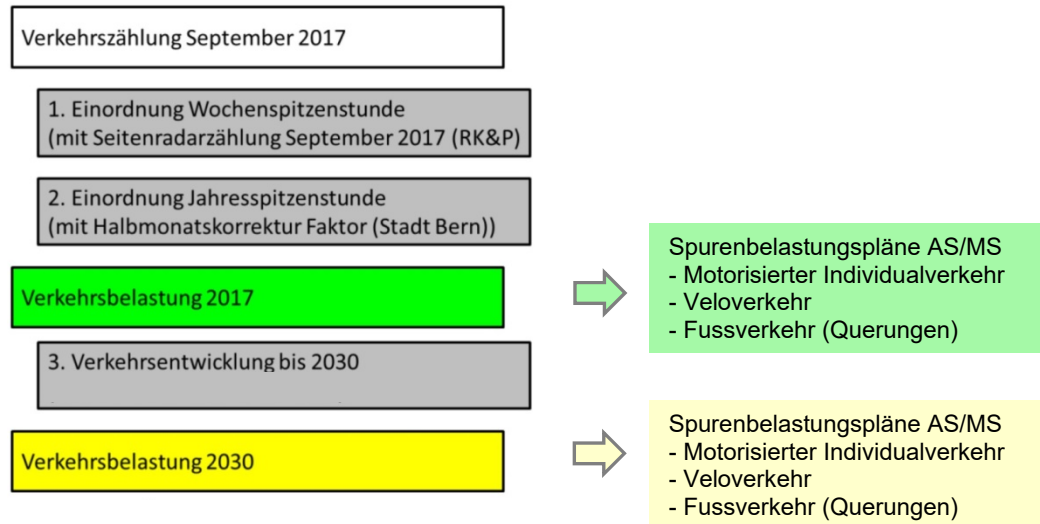 Verkehrszählung September 2017
1. Einordnung Wochenspitzenstunde
(mit Seitenradarzählung September 2017 (RK&P)
2. Einordnung Jahresspitzenstunde
(mit Halbmonatskorrektur Faktor (Stadt Bern))
Verkehrsbelastung 2017
Spurenbelastungspläne AS/MS
- Motorisierter Individualverkehr
- Veloverkehr
- Fussverkehr (Querungen)
3. Verkehrsentwicklung bis 2030
Verkehrsbelastung 2030
Spurenbelastungspläne AS/MS
- Motorisierter Individualverkehr
- Veloverkehr
- Fussverkehr (Querungen)